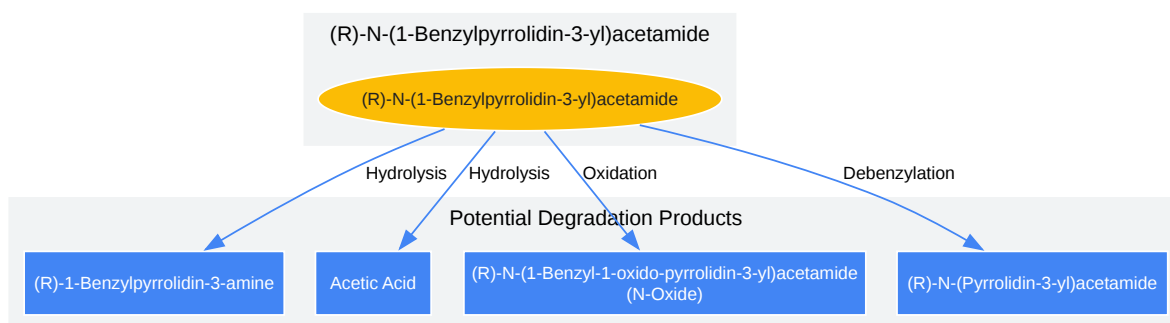 (R)-N-(1-Benzylpyrrolidin-3-yl)acetamide
(R)-N-(1-Benzylpyrrolidin-3-yl)acetamide
Hydrolysis
Hydrolysis
Oxidation
Debenzylation
Potential Degradation Products
(R)-1-Benzylpyrrolidin-3-amine
Acetic Acid
(R)-N-(1-Benzyl-1-oxido-pyrrolidin-3-yl)acetamide
(N-Oxide)
(R)-N-(Pyrrolidin-3-yl)acetamide